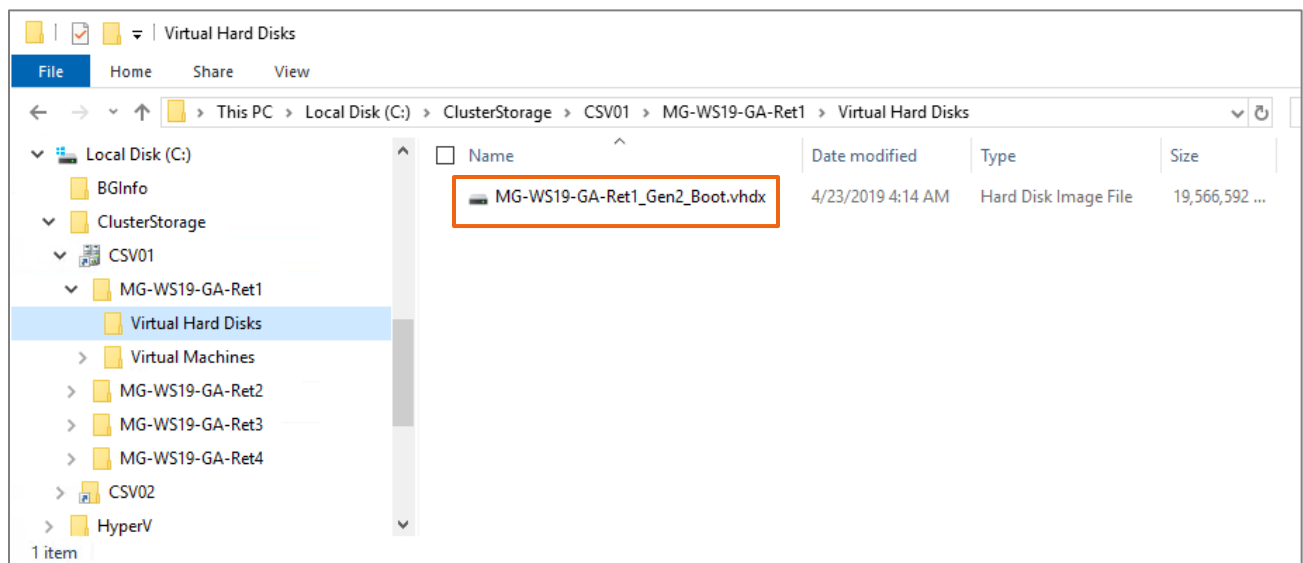 Virtual Hard Disks
File Home Share View
This PC > Local Disk (C:) > ClusterStorage > CSV01 > MG-WS19-GA-Ret1 > Virtual Hard Disks
Local Disk (C:)
BGInfo
ClusterStorage
CSV01
MG-WS19-GA-Ret1
Virtual Hard Disks
Virtual Machines
MG-WS19-GA-Ret2
MG-WS19-GA-Ret3
MG-WS19-GA-Ret4
CSV02
HyperV
Name Date modified Type Size
MG-WS19-GA-Ret1_Gen2_Boot.vhdx 4/23/2019 4:14 AM Hard Disk Image File 19,566,592 ...
1 item